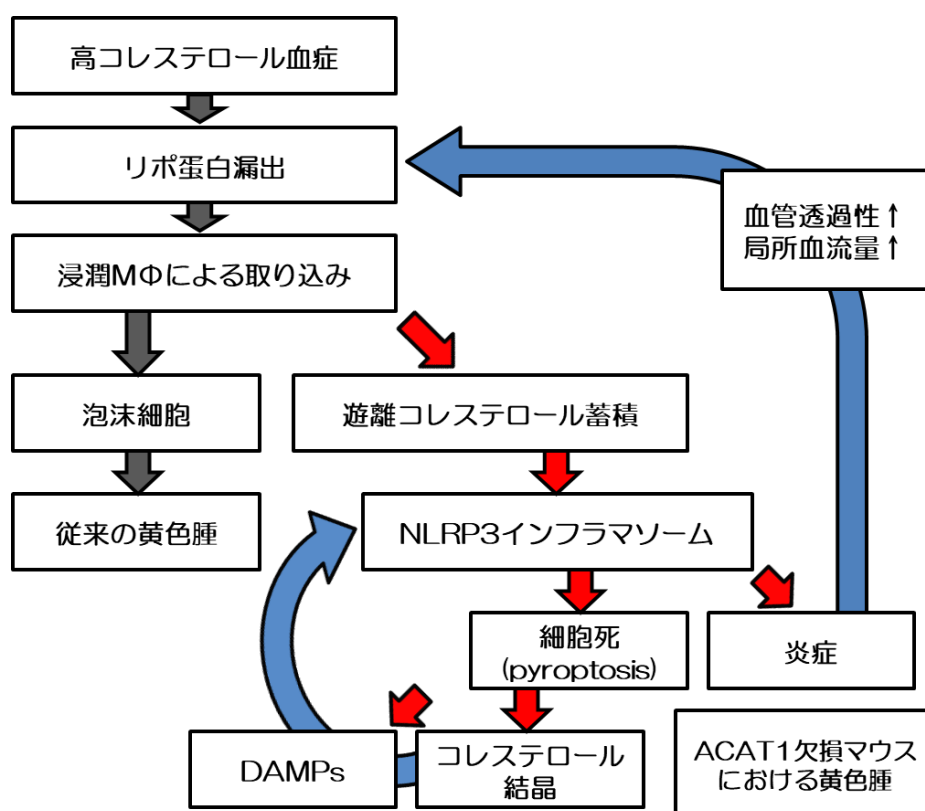 高コレステロール血症
リポ蛋白漏出
血管透過性↑
局所血流量↑
浸潤MΦによる取り込み
泡沫細胞
遊離コレステロール蓄積
従来の黄色腫
NLRP3インフラマソーム
細胞死
(pyroptosis)
炎症
DAMPs
コレステロール
結晶
ACAT1欠損マウス
における黄色腫